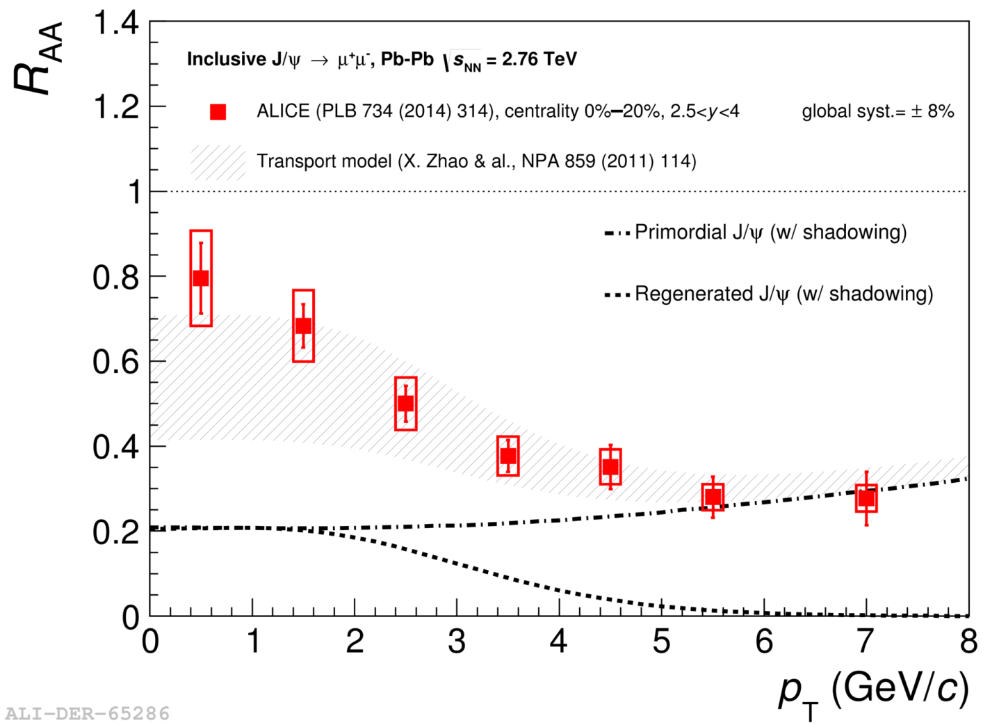 R_AA
1.4
1.2
1
0.8
0.6
0.4
0.2
0
Inclusive J/ψ → μ⁺μ⁻, Pb-Pb √s_NN = 2.76 TeV
ALICE (PLB 734 (2014) 314), centrality 0%–20%, 2.5<y<4 global syst.= ± 8%
Transport model (X. Zhao & al., NPA 859 (2011) 114)
Primordial J/ψ (w/ shadowing)
Regenerated J/ψ (w/ shadowing)
0 1 2 3 4 5 6 7 8
p_T (GeV/c)
ALI-DER-65286